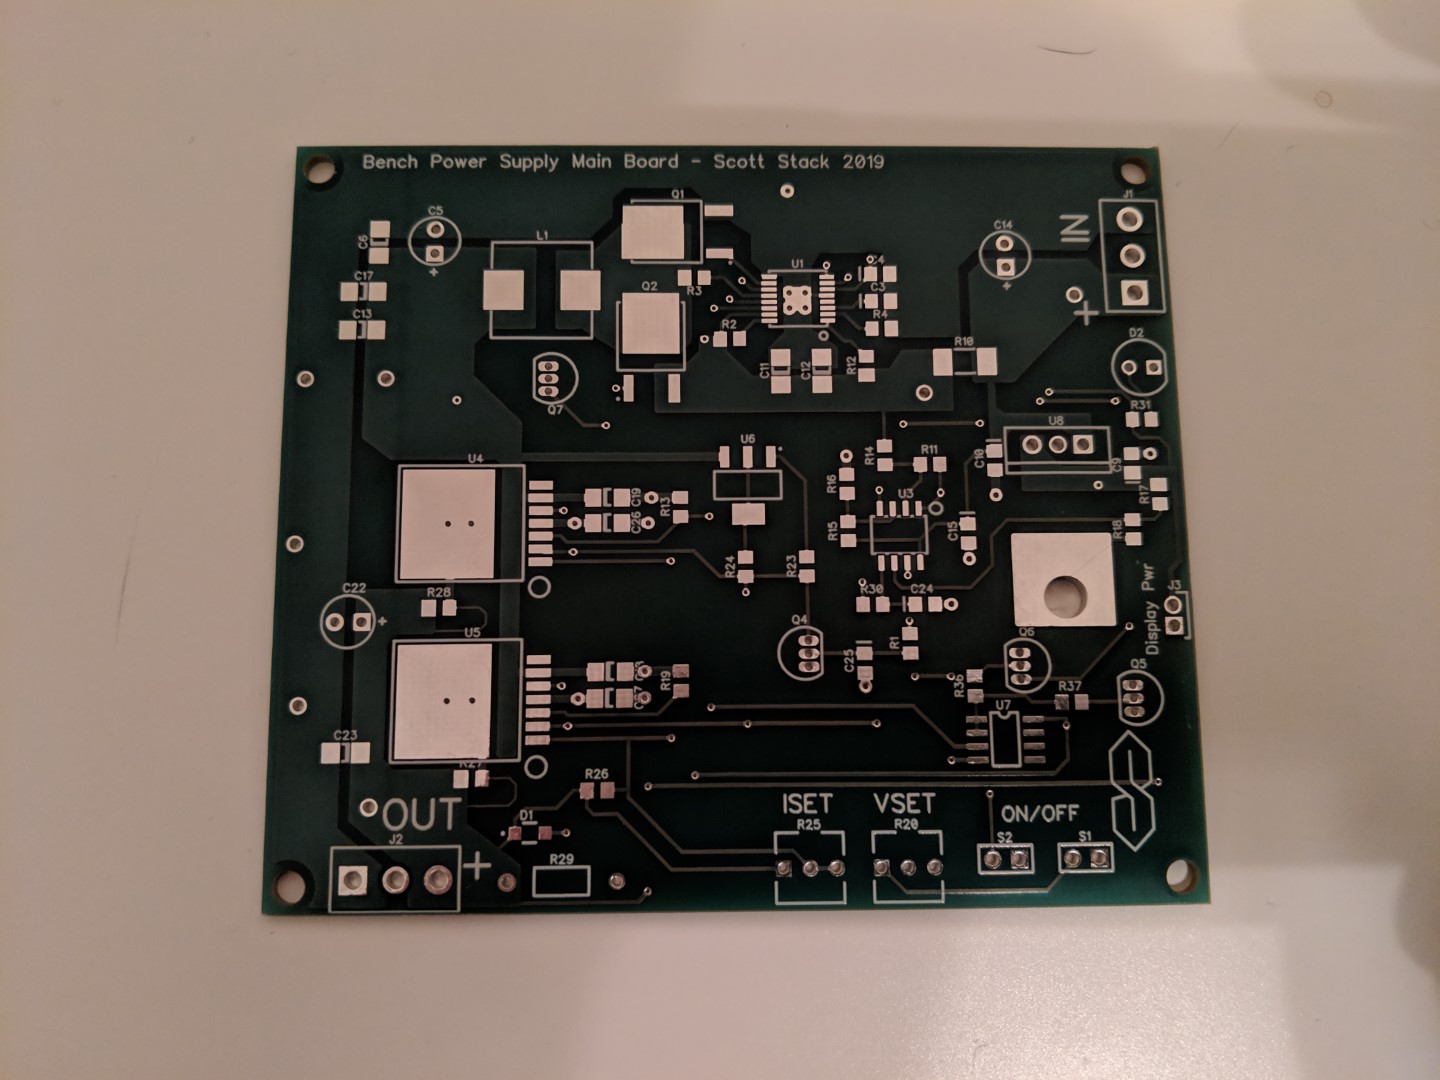 Bench Power Supply Main Board - Scott Stack 2019
Q1
J1
C5
C14
IN
C6
L1
U1
C4
C17
R3
Q2
C3
+
+
+
C13
R2
R4
D2
R10
C11
C12
R12
Q7
R31
U8
U6
R14
R11
C10
C9
U4
R16
R17
C19
R13
U3
C26
R15
C15
R18
R24
R23
Display Pwr
C22
R28
R30
C24
+
U5
Q4
R1
Q6
C25
Q5
R19
R36
R37
U7
C23
R26
ISET
VSET
ON/OFF
OUT
D1
R25
R20
J2
S2
S1
+
R29